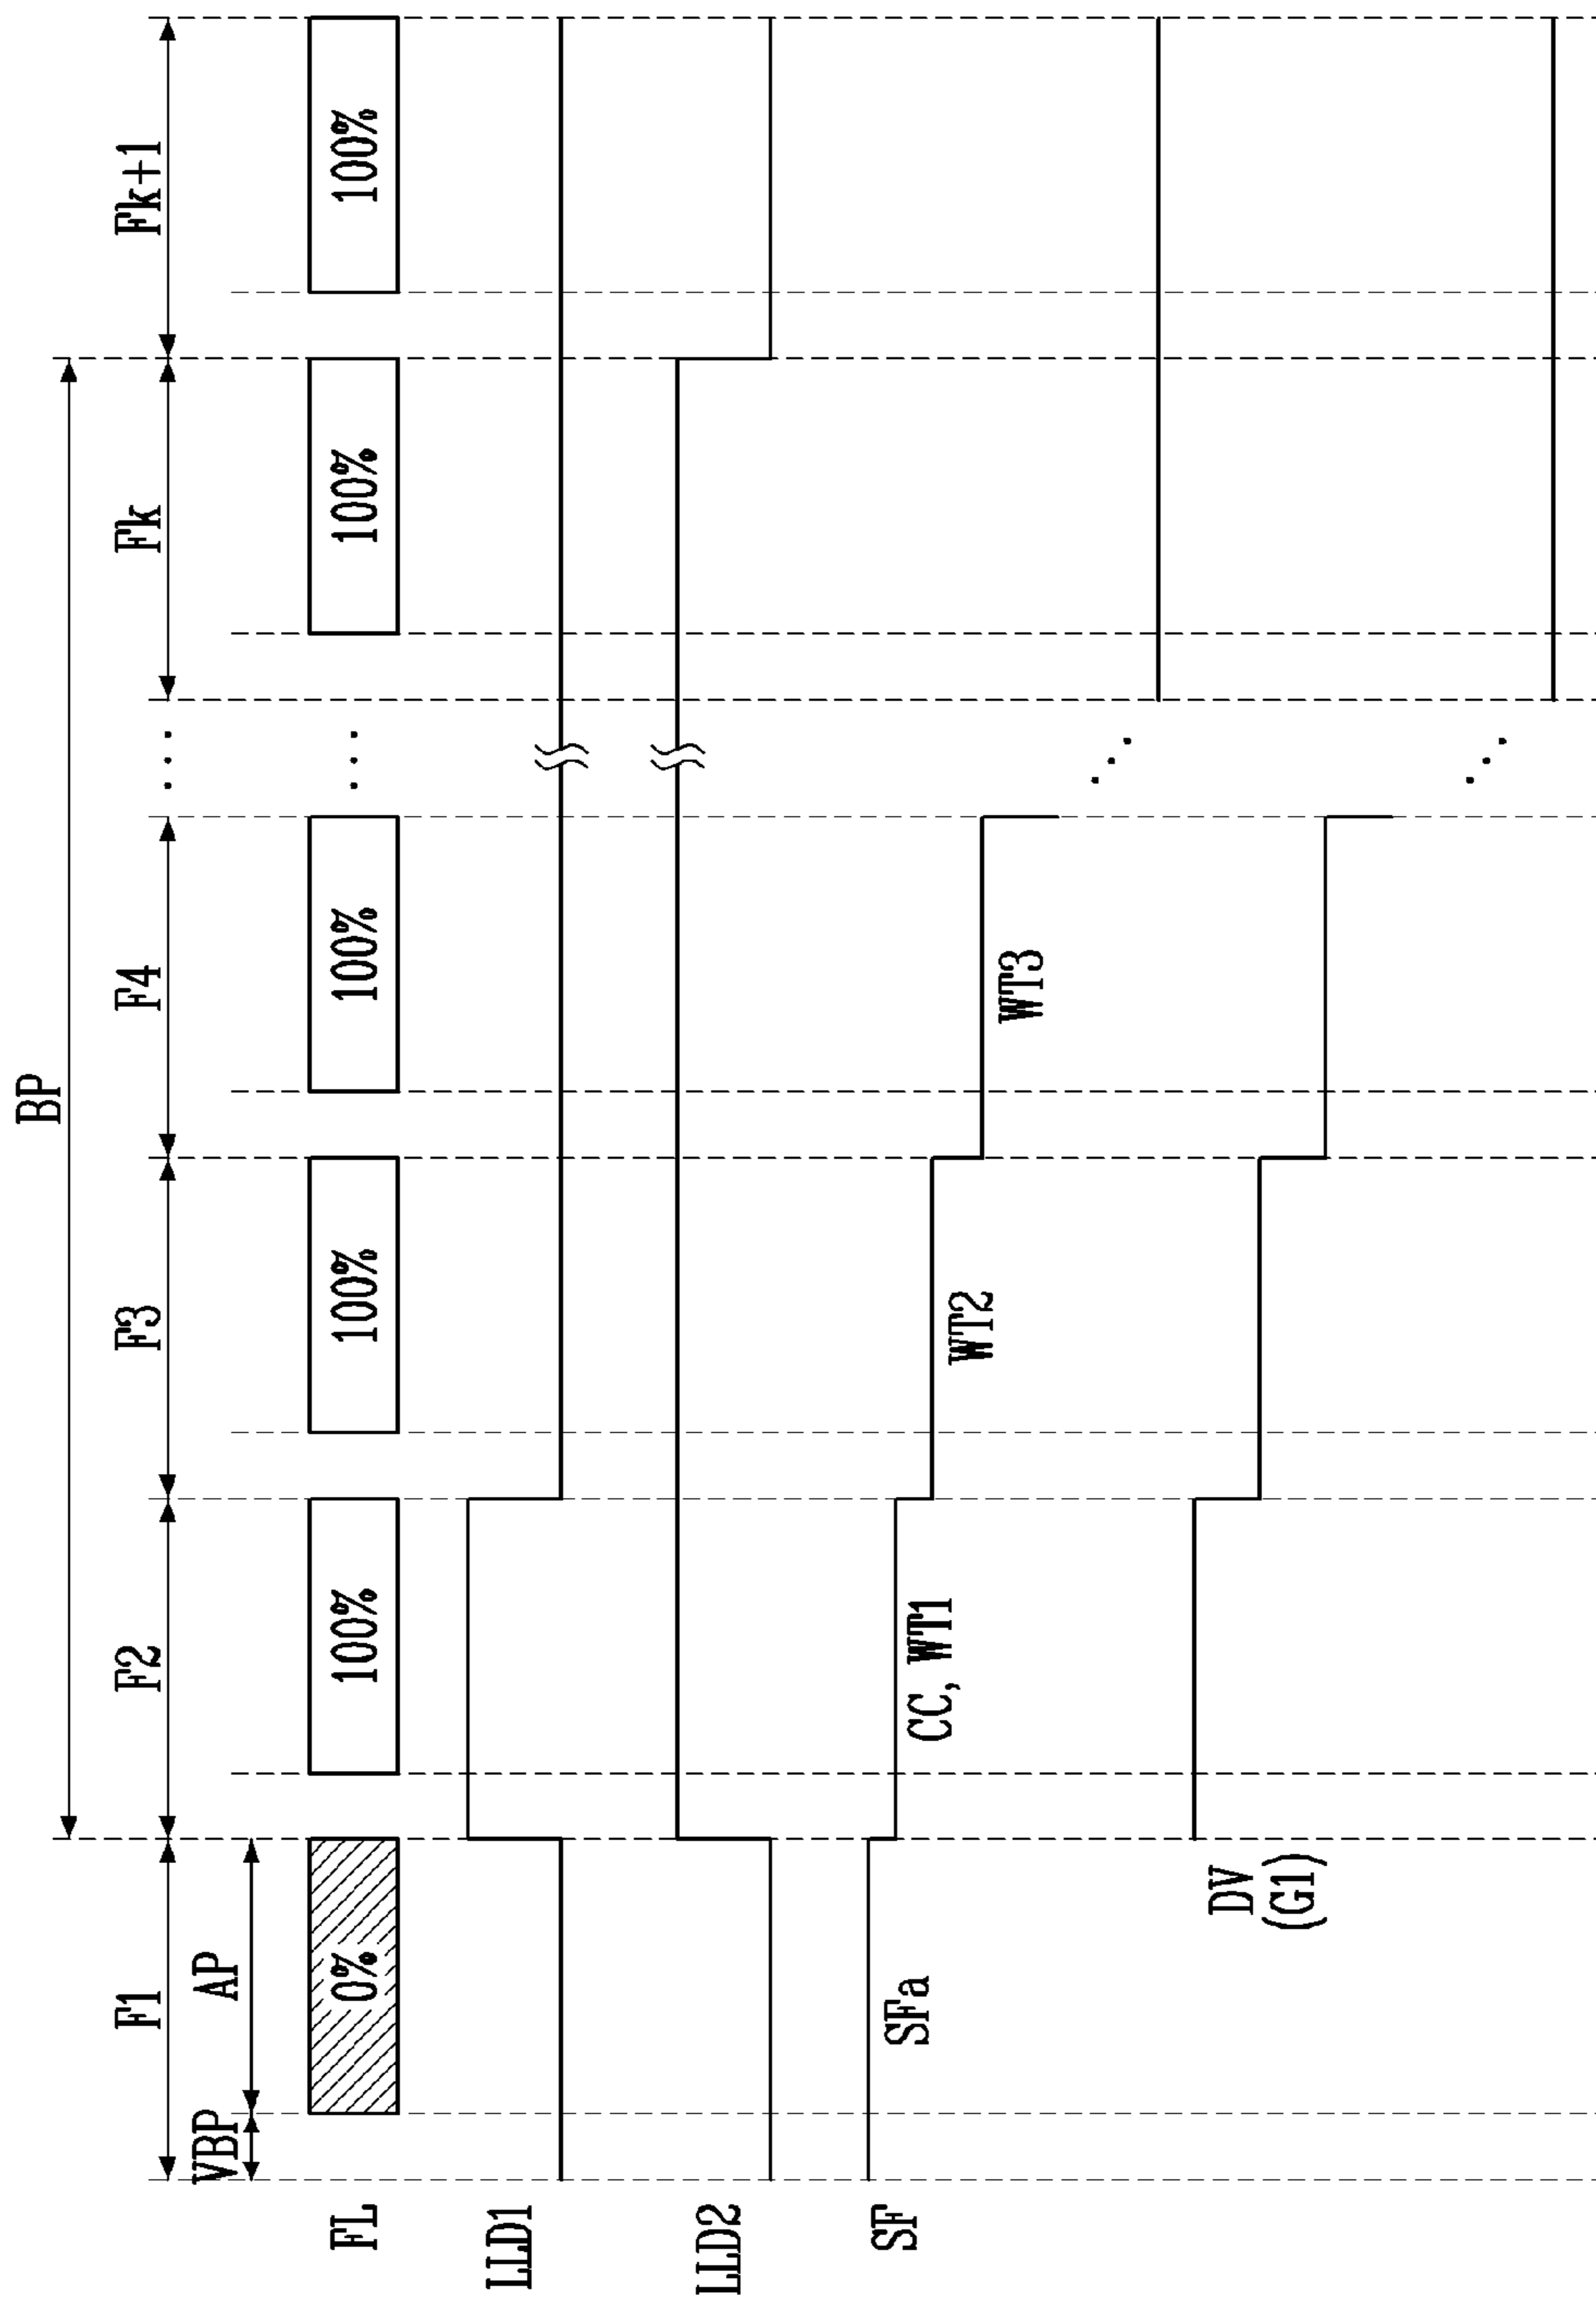 BP
F1
F2
F3
F4
...
Fk
Fk+1
VBP
AP
FL
0%
100%
100%
100%
...
100%
100%
LLD1
LLD2
SF
SFa
CC, WT1
WT2
WT3
...
DV
(G1)
...